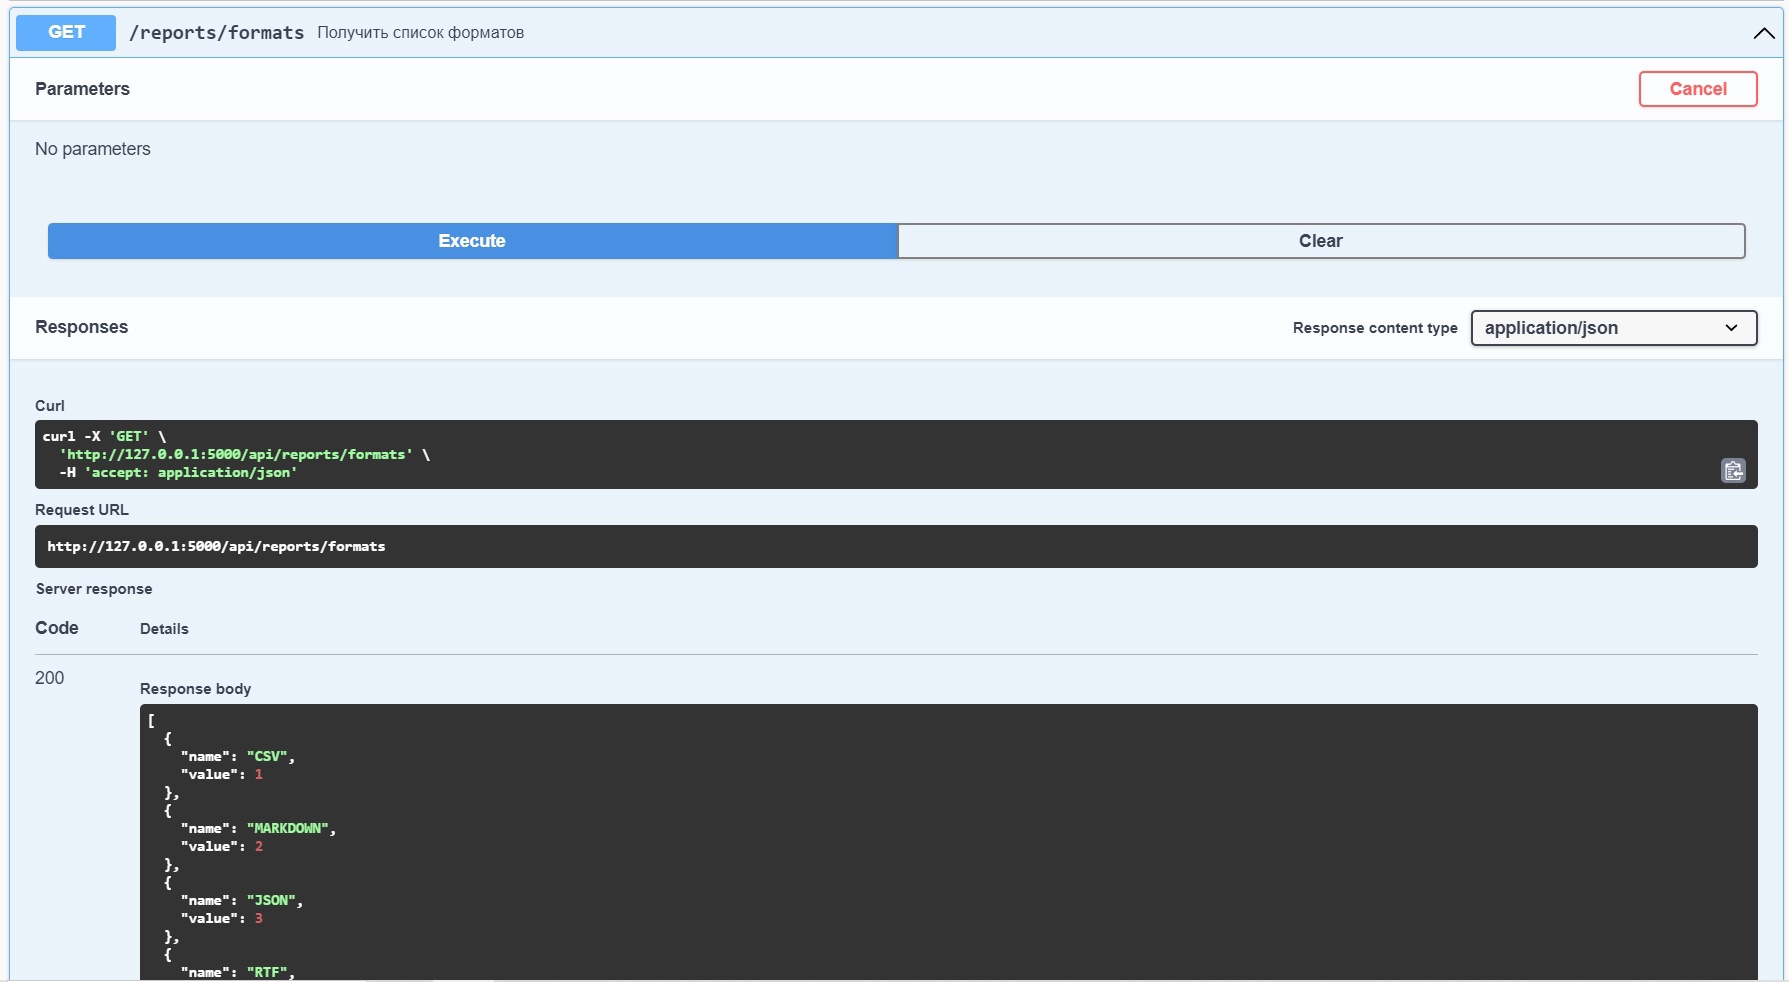 GET /reports/formats Получить список форматов
Parameters
Cancel
No parameters
Execute
Clear
Responses
Response content type
application/json
Curl
curl -X 'GET' \
'http://127.0.0.1:5000/api/reports/formats' \
-H 'accept: application/json'
Request URL
http://127.0.0.1:5000/api/reports/formats
Server response
Code Details
200
Response body
[
{
"name": "CSV",
"value": 1
},
{
"name": "MARKDOWN",
"value": 2
},
{
"name": "JSON",
"value": 3
},
{
"name": "RTF",